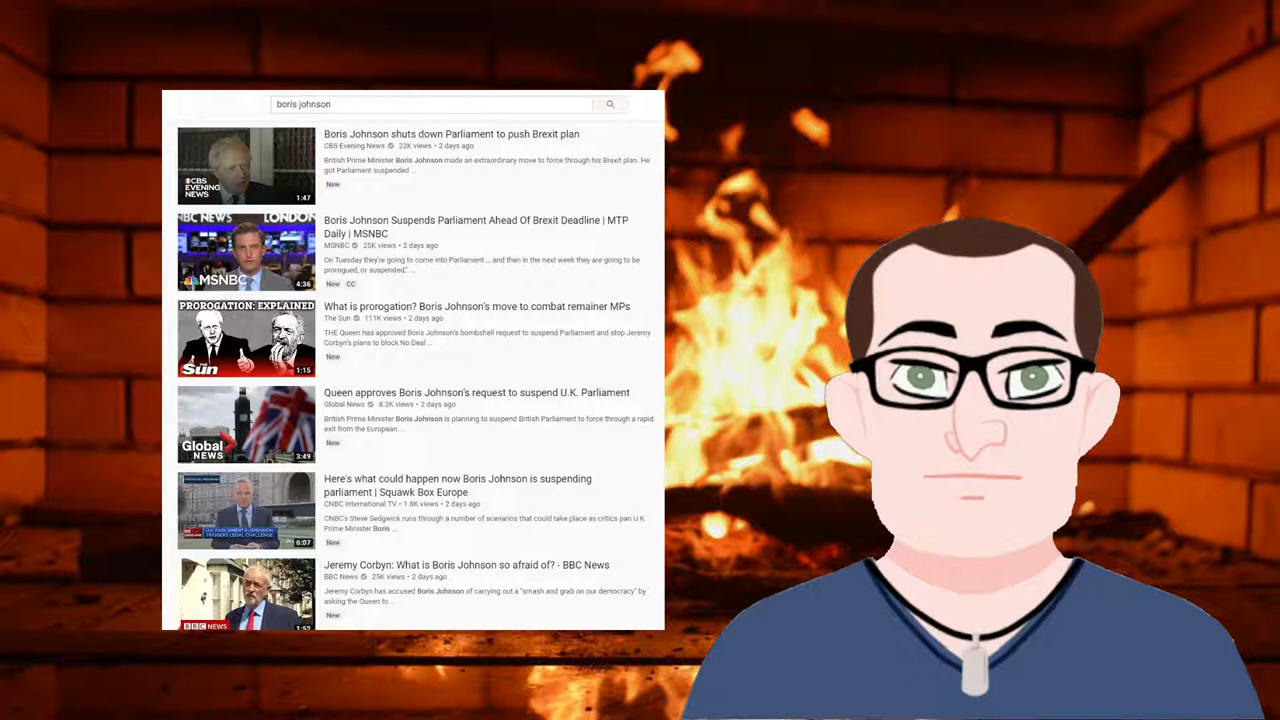 boris johnson
Boris Johnson shuts down Parliament to push Brexit plan
CBS Evening News 22K views • 2 days ago
British Prime Minister Boris Johnson made an extraordinary move to force through his Brexit plan. He
got Parliament suspended ...
New
CBS
EVENING
NEWS
1:47
Boris Johnson Suspends Parliament Ahead Of Brexit Deadline | MTP
Daily | MSNBC
MSNBC 25K views • 2 days ago
On Tuesday they're going to come into Parliament ... and then in the next week they are going to be
prorogued, or suspended," ...
New CC
NBC NEWS LONDON
MSNBC
4:36
What is prorogation? Boris Johnson's move to combat remainer MPs
The Sun 111K views • 2 days ago
THE Queen has approved Boris Johnson's bombshell request to suspend Parliament and stop Jeremy
Corbyn's plans to block No Deal ...
New
PROROGATION: EXPLAINED
THE Sun
1:15
Queen approves Boris Johnson's request to suspend U.K. Parliament
Global News 8.3K views • 2 days ago
British Prime Minister Boris Johnson is planning to suspend British Parliament to force through a rapid
exit from the European ...
New
Global
NEWS
3:49
Here's what could happen now Boris Johnson is suspending
parliament | Squawk Box Europe
CNBC International TV • 1.8K views • 2 days ago
CNBC's Steve Sedgwick runs through a number of scenarios that could take place as critics pan U.K.
Prime Minister Boris ...
New
U.K. PARLIAMENT SUSPENSION
TRIGGERS LEGAL CHALLENGE
6:07
Jeremy Corbyn: What is Boris Johnson so afraid of? - BBC News
BBC News 25K views • 2 days ago
Jeremy Corbyn has accused Boris Johnson of carrying out a "smash and grab on our democracy" by
asking the Queen to ...
New
BBC NEWS
1:52